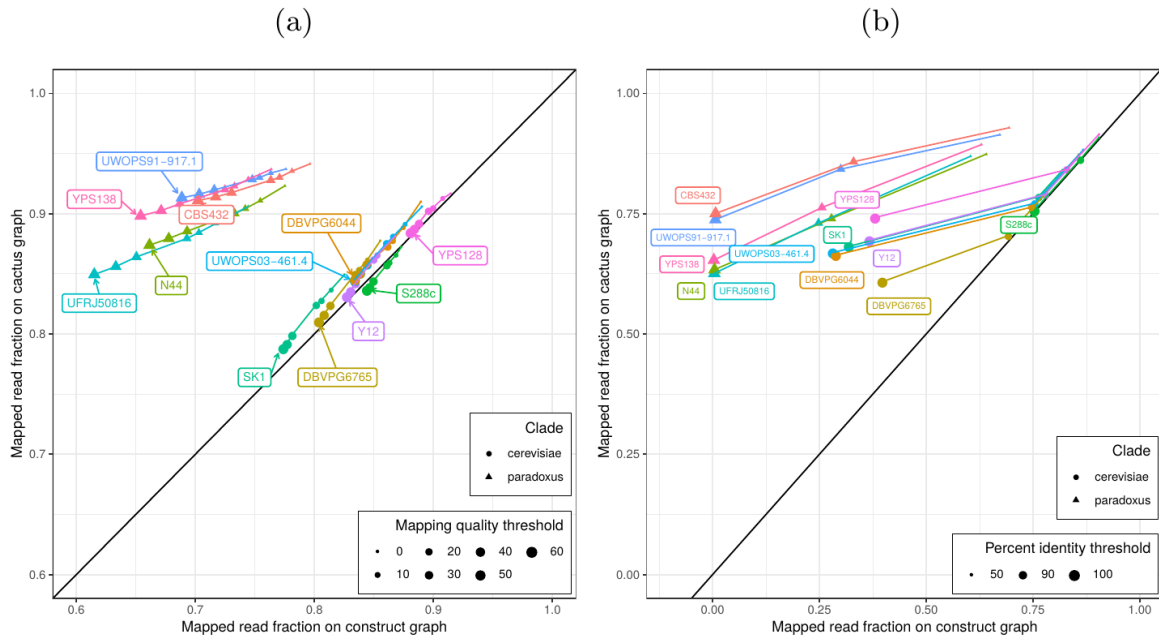 (a)
(b)
Mapped read fraction on cactus graph
1.0
0.9
0.8
0.7
0.6
0.6
0.7
0.8
0.9
1.0
Mapped read fraction on construct graph
UWOPS91−917.1
YPS138
CBS432
DBVPG6044
UWOPS03−461.4
YPS128
N44
UFRJ50816
S288c
Y12
SK1
DBVPG6765
Clade
cerevisiae
paradoxus
Mapping quality threshold
0 20 40 60
10 30 50
Mapped read fraction on cactus graph
1.00
0.75
0.50
0.25
0.00
0.00
0.25
0.50
0.75
1.00
Mapped read fraction on construct graph
CBS432
YPS128
UWOPS91−917.1
SK1
S288c
UWOPS03−461.4
Y12
YPS138
DBVPG6044
N44
UFRJ50816
DBVPG6765
Clade
cerevisiae
paradoxus
Percent identity threshold
50 90 100